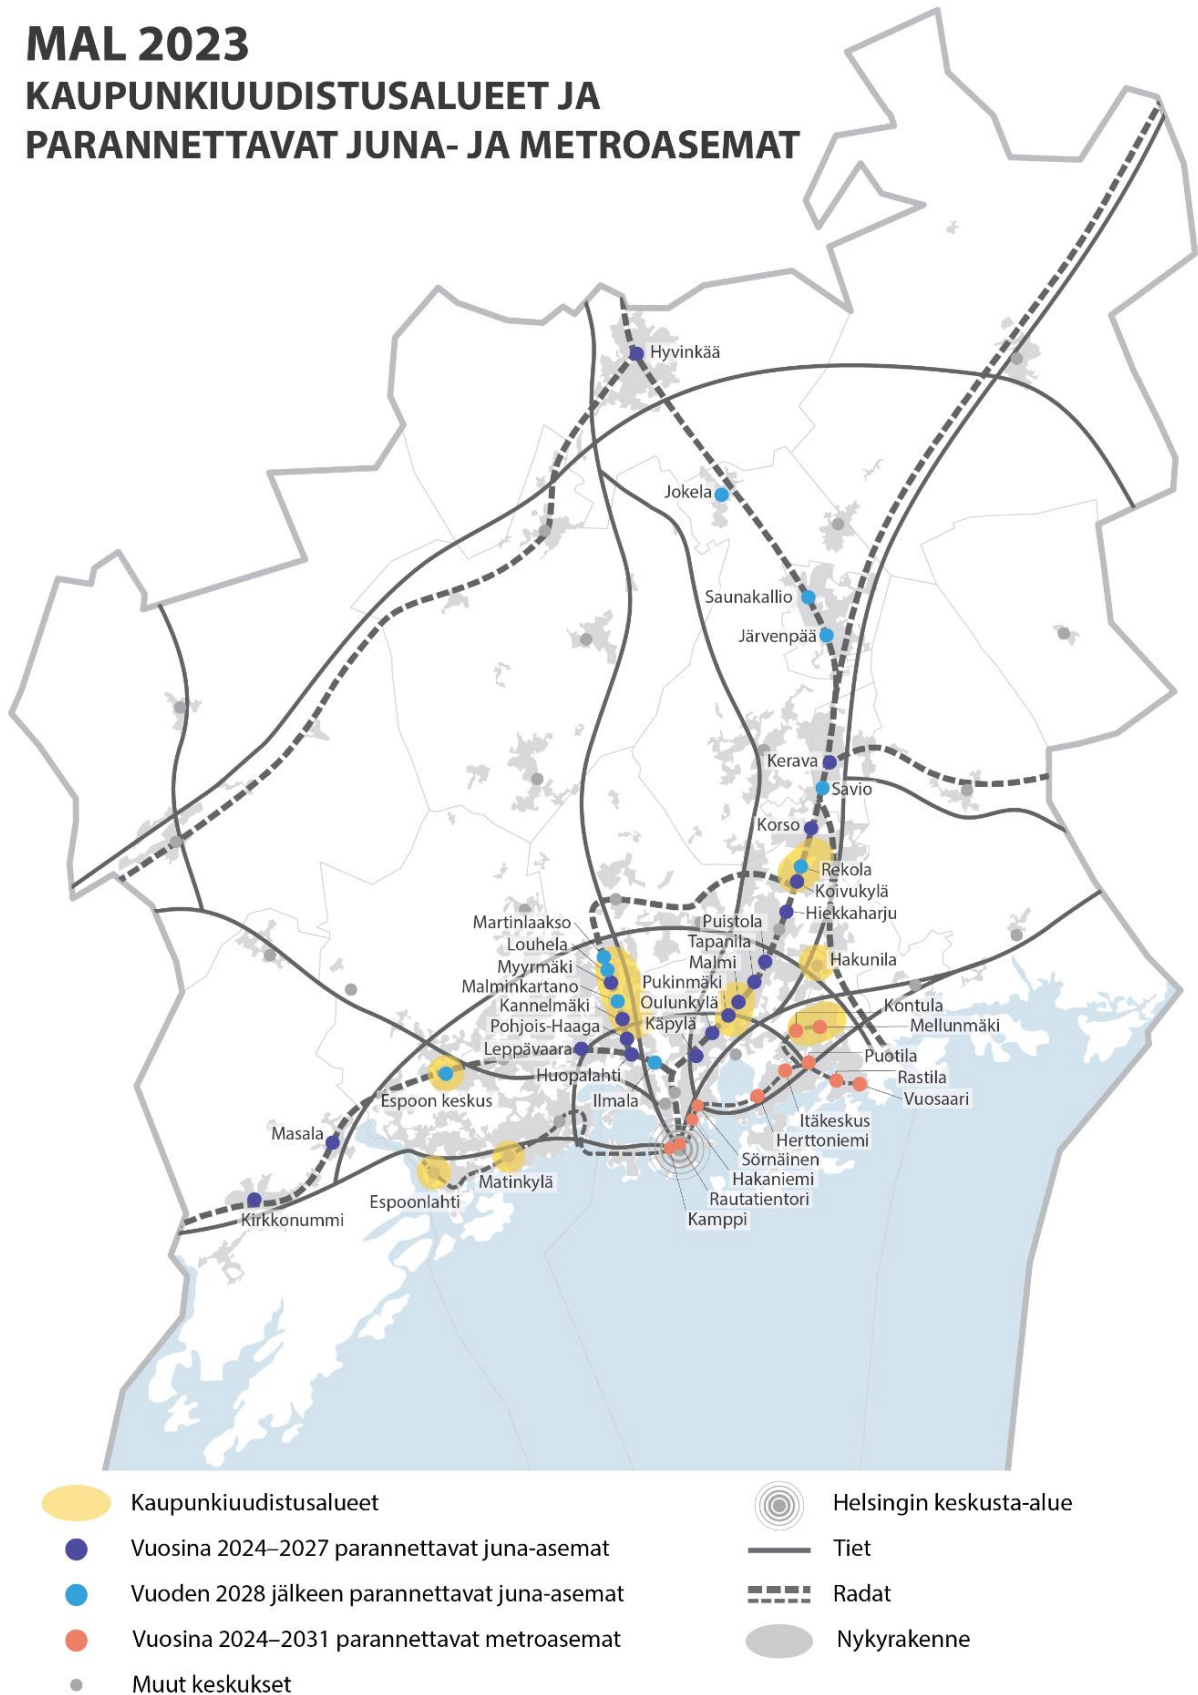 MAL 2023
KAUPUNKIUUDISTUSALUEET JA
PARANNETTAVAT JUNA- JA METROASEMAT
Hyvinkää
Jokela
Saunakallio
Järvenpää
Kerava
Savio
Korso
Rekola
Koivukylä
Hiekkaharju
Martinlaakso
Puistola
Louhela
Tapanila
Hakunila
Myyrmäki
Malmi
Malminkartano
Pukinmäki
Kannelmäki
Oulunkylä
Kontula
Pohjois-Haaga
Käpylä
Mellunmäki
Leppävaara
Puotila
Huopalahti
Rastila
Espoon keskus
Ilmala
Vuosaari
Itäkeskus
Masala
Herttoniemi
Sörnäinen
Matinkylä
Hakaniemi
Espoonlahti
Rautatientori
Kirkkonummi
Kamppi
Kaupunkiuudistusalueet
Vuosina 2024–2027 parannettavat juna-asemat
Vuoden 2028 jälkeen parannettavat juna-asemat
Vuosina 2024–2031 parannettavat metroasemat
Muut keskukset
Helsingin keskusta-alue
Tiet
Radat
Nykyrakenne